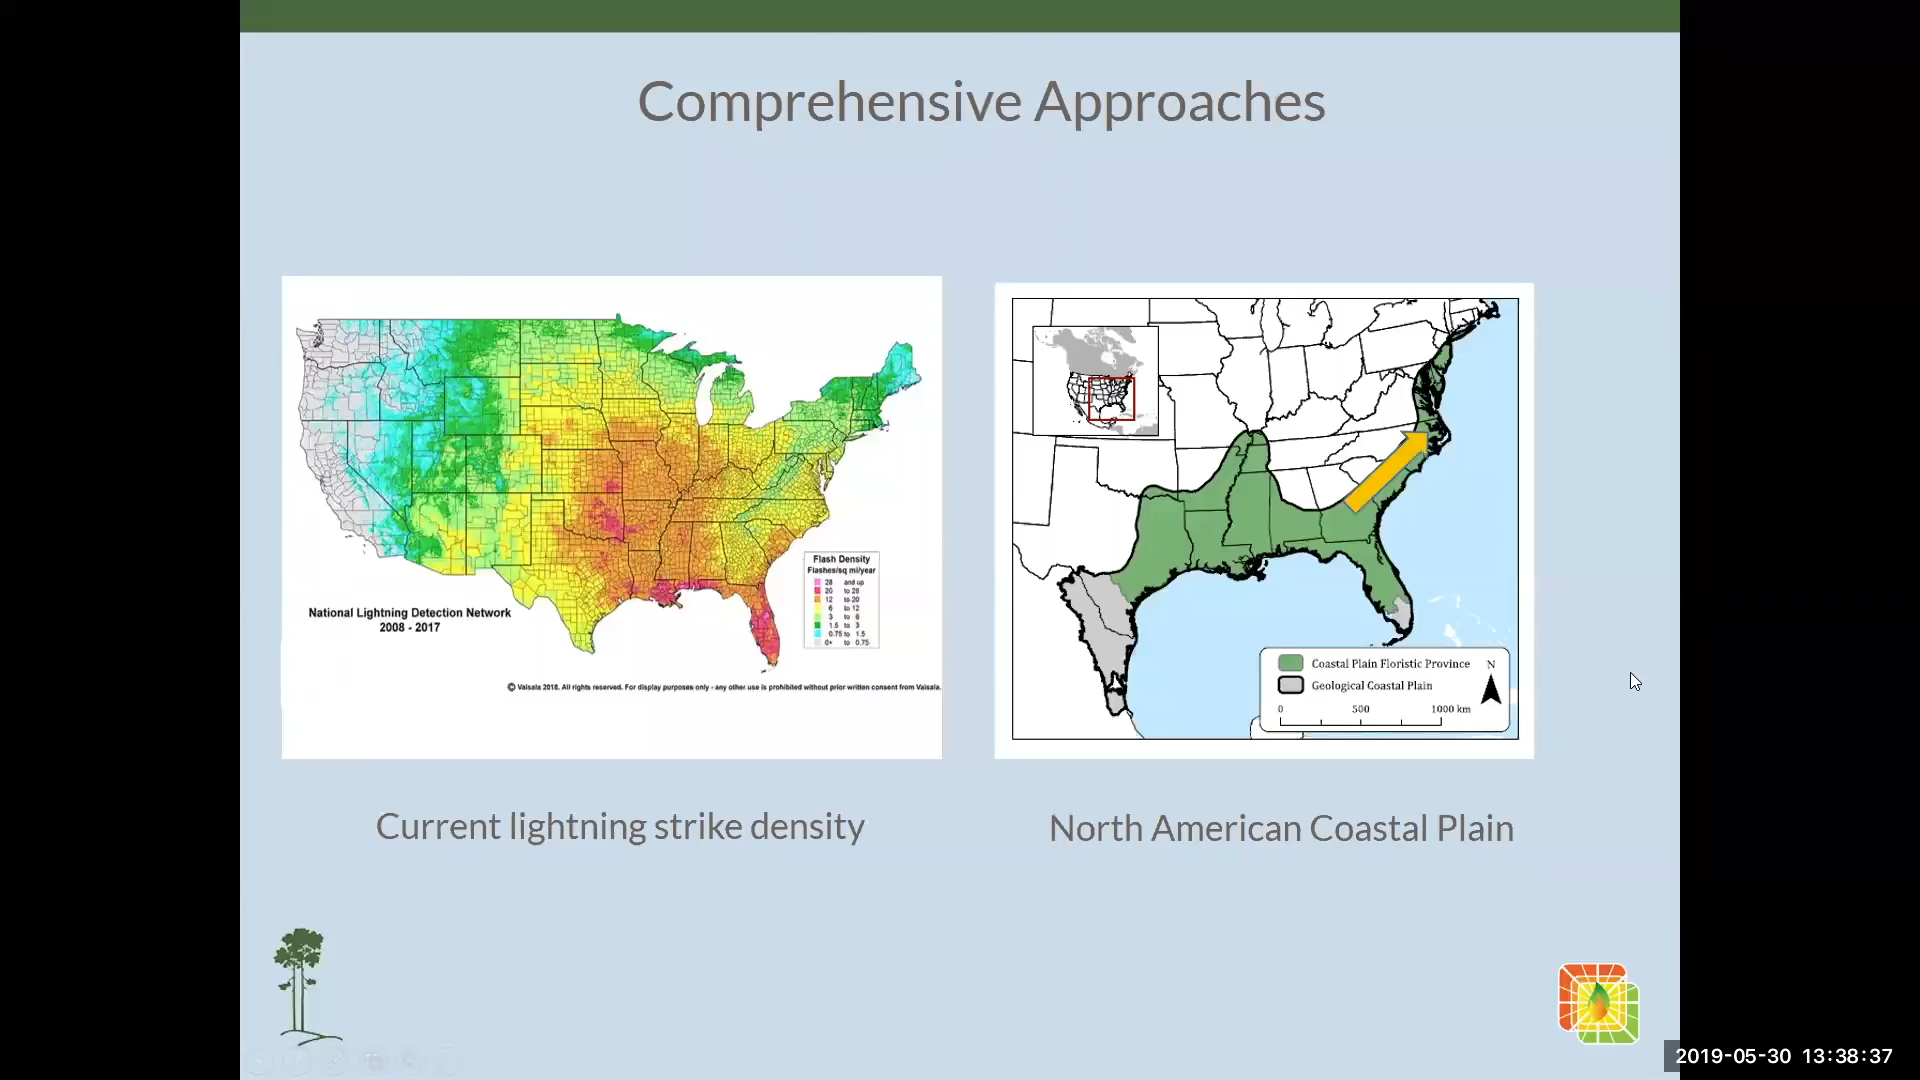 Comprehensive Approaches
Flash Density
Flashes/sq mi/year
28 and up
20 to 28
12 to 20
6 to 12
3 to 6
1.5 to 3
0.75 to 1.5
0+ to 0.75
National Lightning Detection Network
2008 - 2017
© Vaisala 2018. All rights reserved. For display purposes only - any other use is prohibited without prior written consent from Vaisala.
Coastal Plain Floristic Province
Geological Coastal Plain
N
0 500 1000 km
Current lightning strike density
North American Coastal Plain
2019-05-30 13:38:37